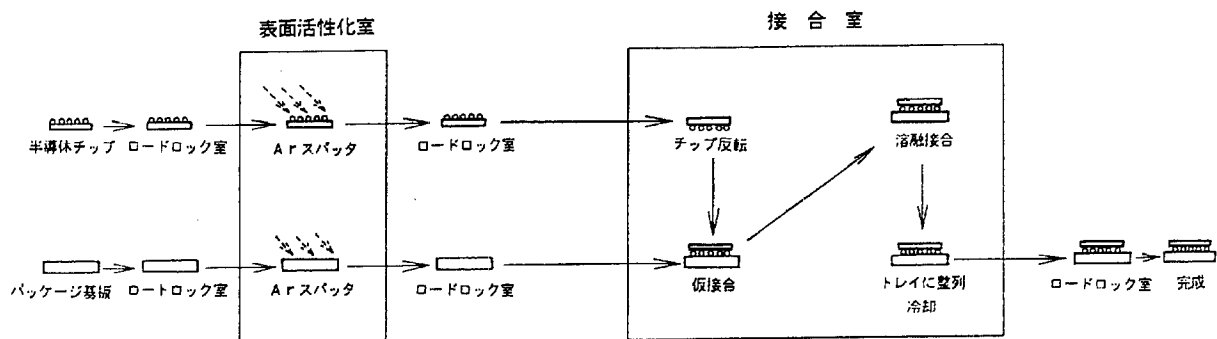 表面活性化室
接合室
半導体チップ
ロードロック室
Arスパッタ
ロードロック室
チップ反転
溶融接合
パッケージ基板
ロートロック室
Arスパッタ
ロードロック室
仮接合
トレイに整列
冷却
ロードロック室
完成